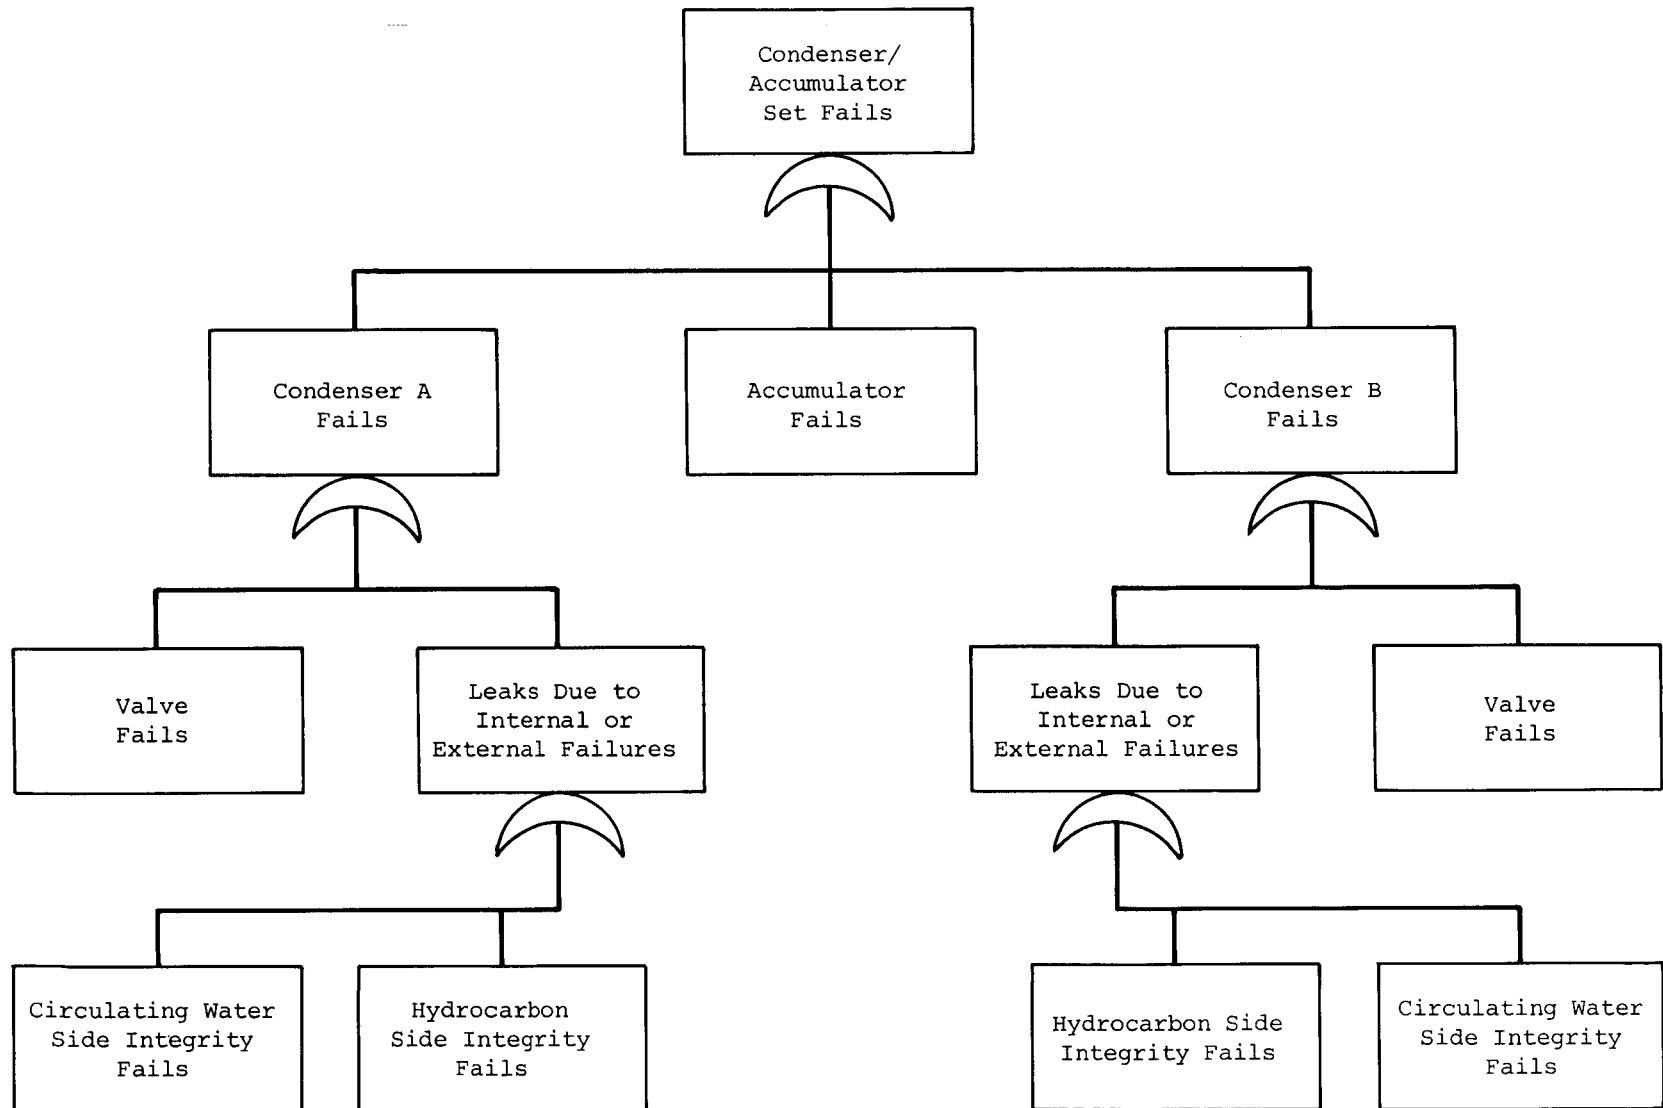 Condenser/
Accumulator
Set Fails
Condenser A
Fails
Accumulator
Fails
Condenser B
Fails
Valve
Fails
Leaks Due to
Internal or
External Failures
Leaks Due to
Internal or
External Failures
Valve
Fails
Circulating Water
Side Integrity
Fails
Hydrocarbon
Side Integrity
Fails
Hydrocarbon Side
Integrity Fails
Circulating Water
Side Integrity
Fails